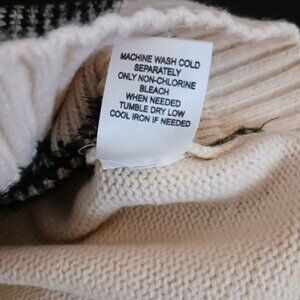 MACHINE WASH COLD
SEPARATELY
ONLY NON-CHLORINE
BLEACH
WHEN NEEDED
TUMBLE DRY LOW
COOL IRON IF NEEDED